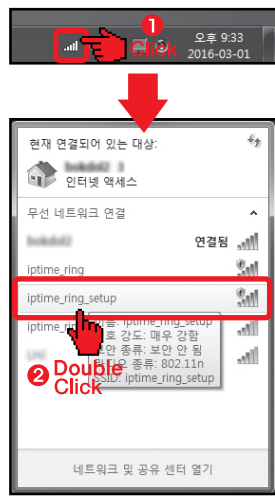 1
Click
오후 9:33
2016-03-01
현재 연결되어 있는 대상:
인터넷 액세스
무선 네트워크 연결
연결됨
iptime_ring
iptime_ring_setup
iptime_ring_setup
강도: 매우 강함
보안 종류: 보안 안 됨
종류: 802.11n
SSID: iptime_ring_setup
2 Double
Click
네트워크 및 공유 센터 열기